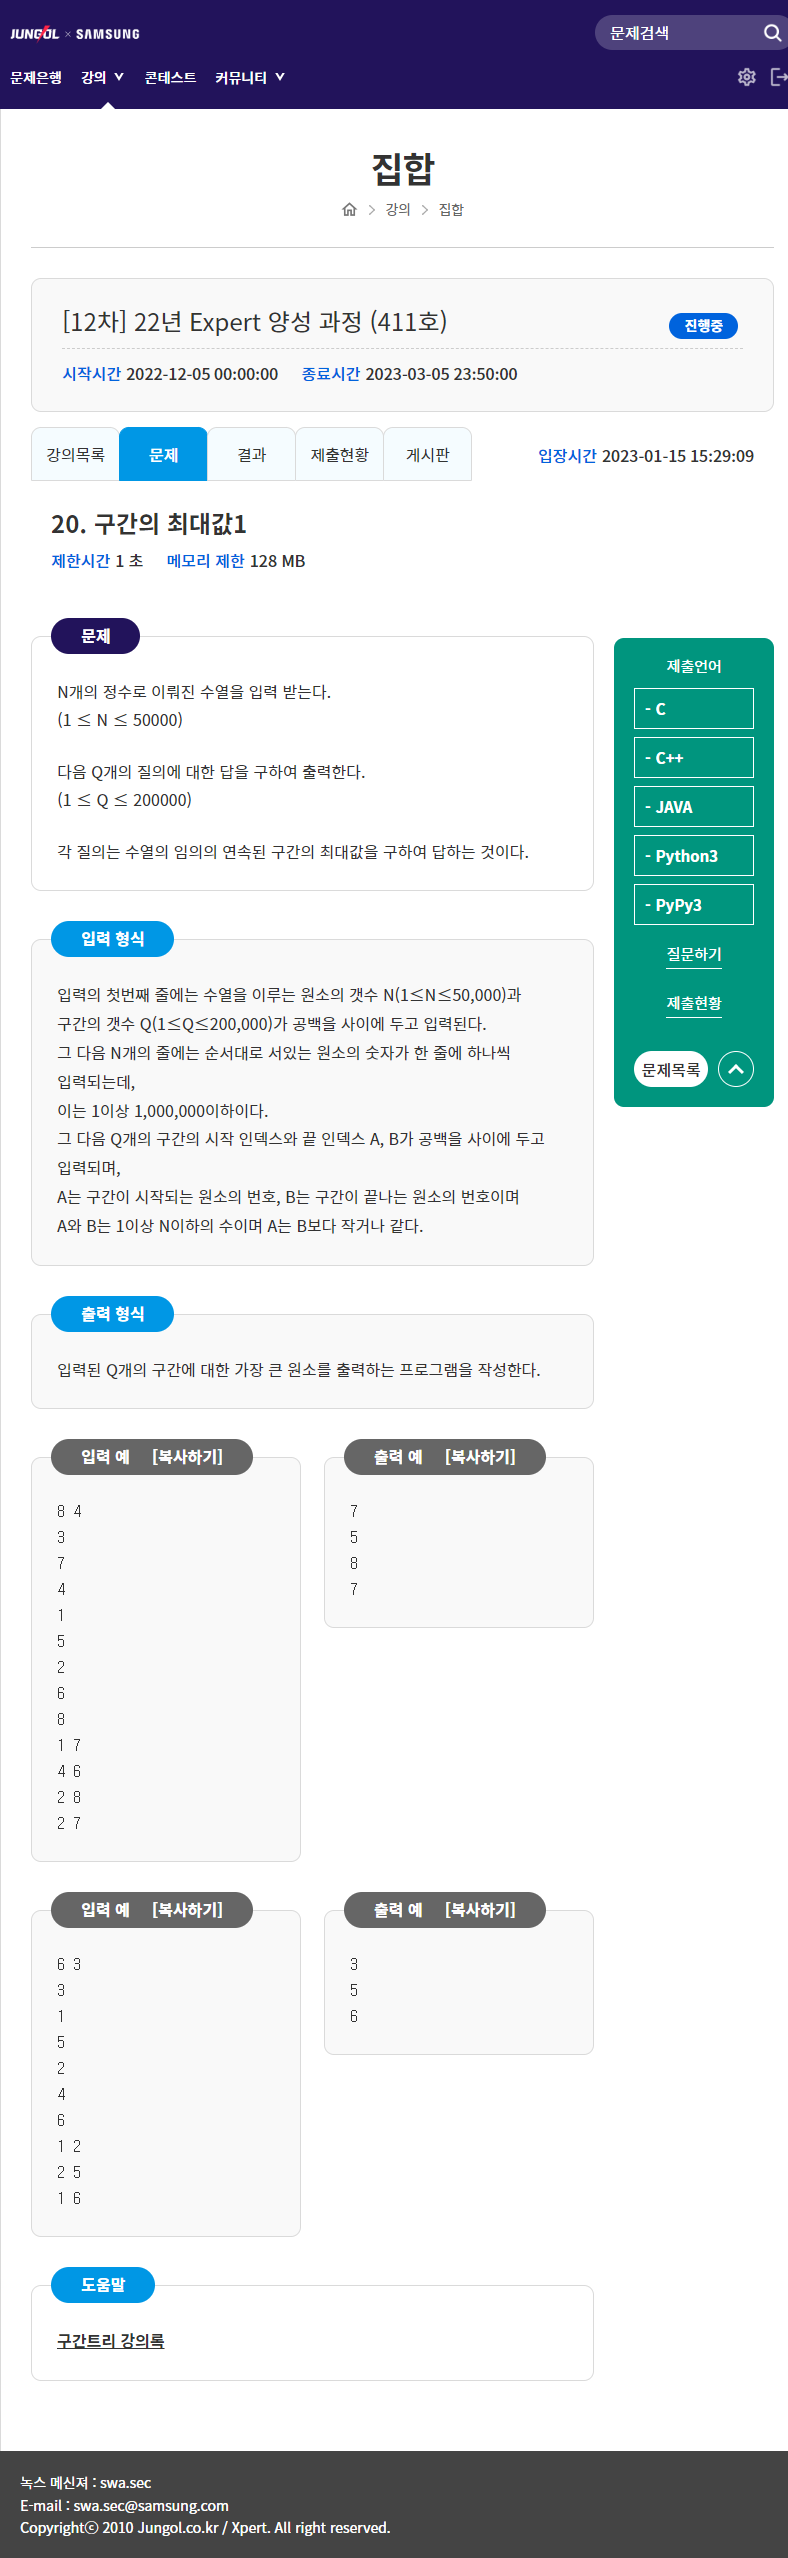 JUNGOL × SAMSUNG
문제검색
문제은행 강의 콘테스트 커뮤니티
집합
강의 집합
[12차] 22년 Expert 양성 과정 (411호)
진행중
시작시간 2022-12-05 00:00:00 종료시간 2023-03-05 23:50:00
강의목록 문제 결과 제출현황 게시판
입장시간 2023-01-15 15:29:09
20. 구간의 최대값1
제한시간 1 초 메모리 제한 128 MB
문제
N개의 정수로 이뤄진 수열을 입력 받는다.
(1 ≤ N ≤ 50000)
다음 Q개의 질의에 대한 답을 구하여 출력한다.
(1 ≤ Q ≤ 200000)
각 질의는 수열의 임의의 연속된 구간의 최대값을 구하여 답하는 것이다.
제출언어
- C
- C++
- JAVA
- Python3
- PyPy3
질문하기
제출현황
문제목록
입력 형식
입력의 첫번째 줄에는 수열을 이루는 원소의 갯수 N(1≤N≤50,000)과
구간의 갯수 Q(1≤Q≤200,000)가 공백을 사이에 두고 입력된다.
그 다음 N개의 줄에는 순서대로 서있는 원소의 숫자가 한 줄에 하나씩
입력되는데,
이는 1이상 1,000,000이하이다.
그 다음 Q개의 구간의 시작 인덱스와 끝 인덱스 A, B가 공백을 사이에 두고
입력되며,
A는 구간이 시작되는 원소의 번호, B는 구간이 끝나는 원소의 번호이며
A와 B는 1이상 N이하의 수이며 A는 B보다 작거나 같다.
출력 형식
입력된 Q개의 구간에 대한 가장 큰 원소를 출력하는 프로그램을 작성한다.
입력 예 [복사하기]
8 4
3
7
4
1
5
2
6
8
1 7
4 6
2 8
2 7
출력 예 [복사하기]
7
5
8
7
입력 예 [복사하기]
6 3
3
1
5
2
4
6
1 2
2 5
1 6
출력 예 [복사하기]
3
5
6
도움말
구간트리 강의록
녹스 메신져 : swa.sec
E-mail : swa.sec@samsung.com
Copyrightⓒ 2010 Jungol.co.kr / Xpert. All right reserved.